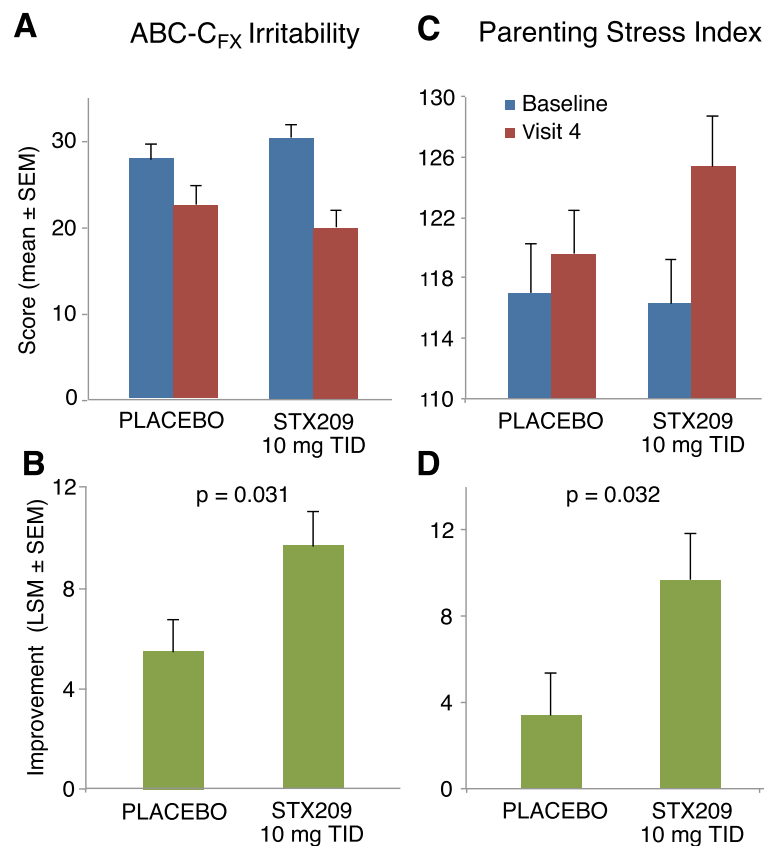 A
ABC-CFX Irritability
Score (mean ± SEM)
30
20
10
0
PLACEBO
STX209
10 mg TID
C
Parenting Stress Index
Baseline
Visit 4
130
126
122
118
114
110
PLACEBO
STX209
10 mg TID
B
p = 0.031
Improvement (LSM ± SEM)
12
8
4
0
PLACEBO
STX209
10 mg TID
D
p = 0.032
12
8
4
0
PLACEBO
STX209
10 mg TID